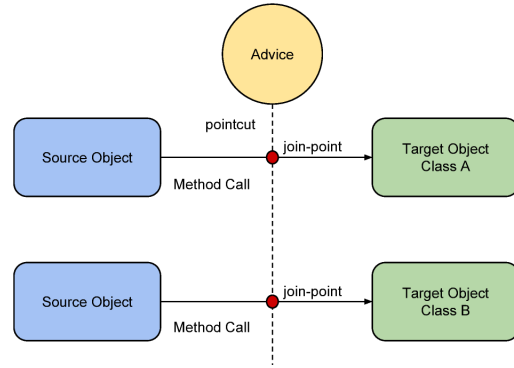 Advice
pointcut
join-point
Source Object
Target Object
Class A
Method Call
join-point
Source Object
Target Object
Class B
Method Call